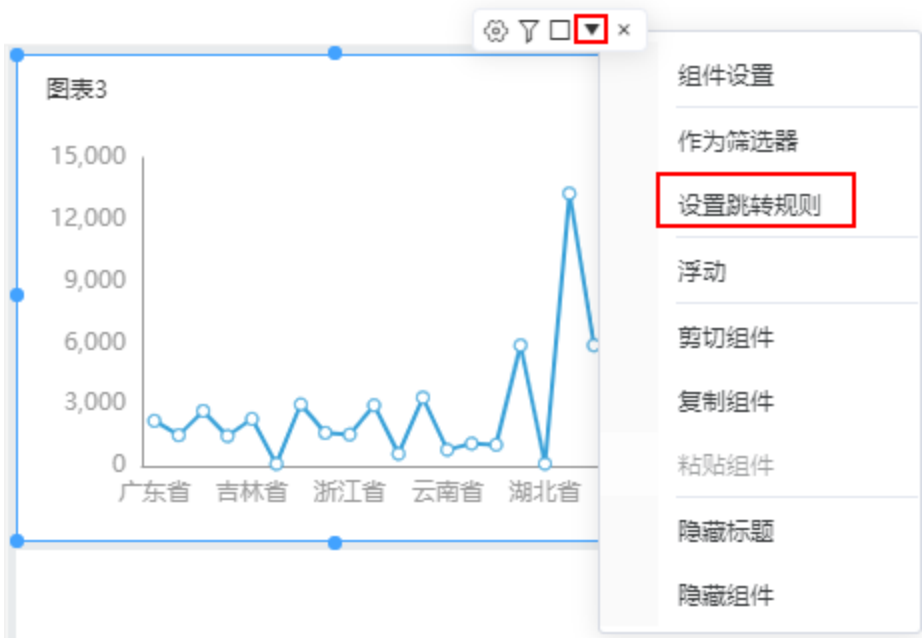 图表3
15,000
12,000
9,000
6,000
3,000
0
广东省 吉林省 浙江省 云南省 湖北省
组件设置
作为筛选器
设置跳转规则
浮动
剪切组件
复制组件
粘贴组件
隐藏标题
隐藏组件